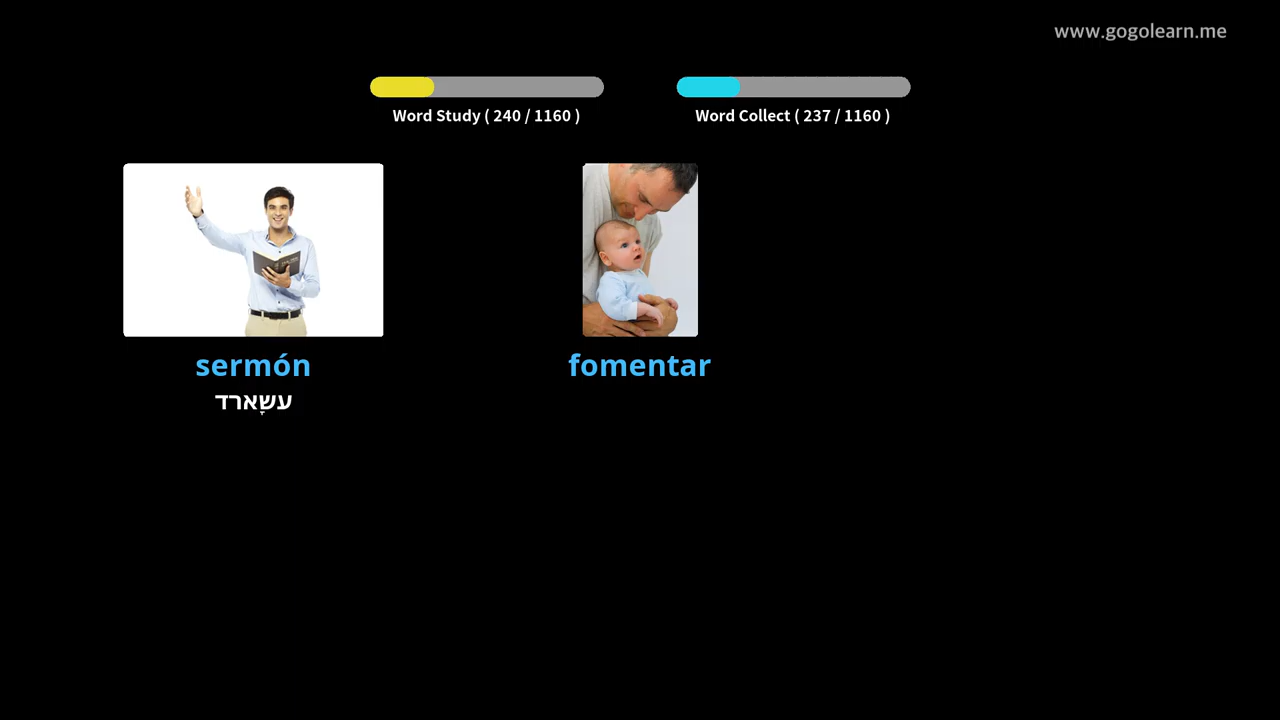 www.gogolearn.me
Word Study ( 240 / 1160 )
Word Collect ( 237 / 1160 )
sermón
עשָארד
fomentar